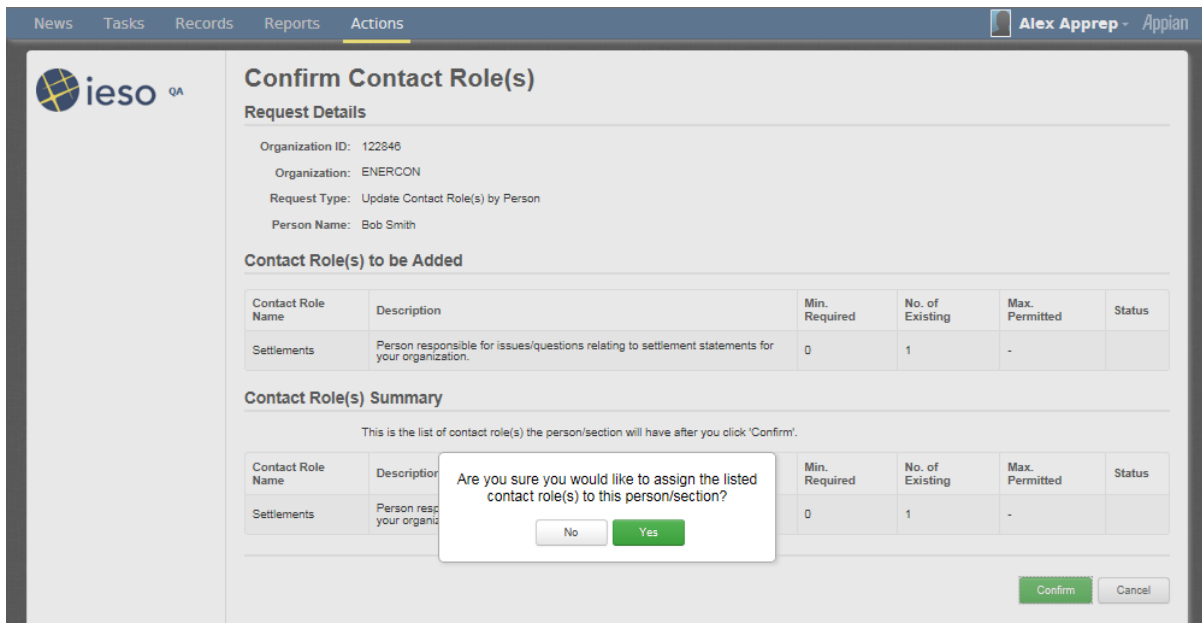 News Tasks Records Reports Actions Alex Apprep - Appian
ieso QA
Confirm Contact Role(s)
Request Details
Organization ID: 122846
Organization: ENERCON
Request Type: Update Contact Role(s) by Person
Person Name: Bob Smith
Contact Role(s) to be Added
Contact Role Name Description Min. Required No. of Existing Max. Permitted Status
Settlements Person responsible for issues/questions relating to settlement statements for
your organization. 0 1 -
Contact Role(s) Summary
This is the list of contact role(s) the person/section will have after you click 'Confirm'.
Contact Role Name Min. Required No. of Existing Max. Permitted Status
Settlements 0 1 -
Are you sure you would like to assign the listed
contact role(s) to this person/section?
No Yes
Confirm Cancel